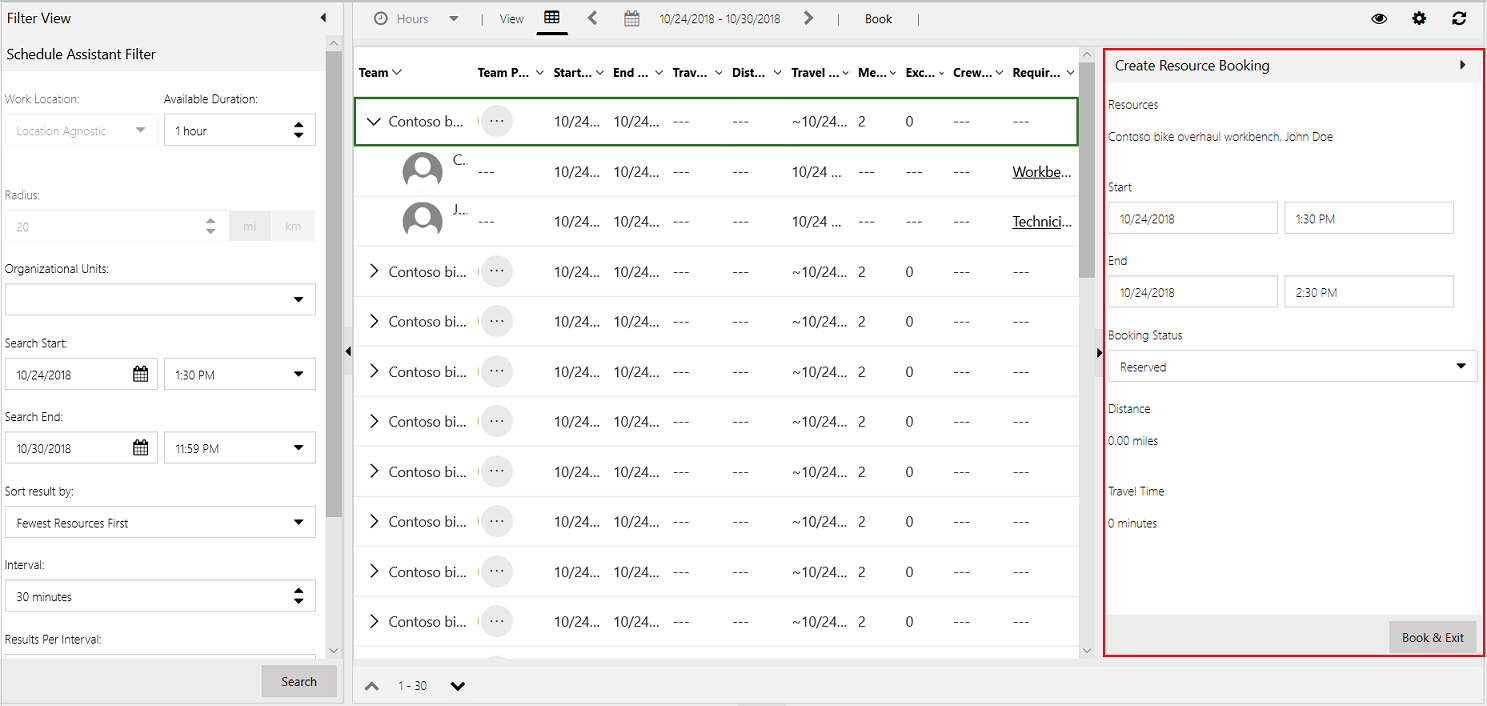 Filter View
Schedule Assistant Filter
Work Location:
Available Duration:
Location Agnostic
1 hour
Radius:
20
mi
km
Organizational Units:
Search Start:
10/24/2018
1:30 PM
Search End:
10/30/2018
11:59 PM
Sort result by:
Fewest Resources First
Interval:
30 minutes
Results Per Interval:
Search
Hours | View 10/24/2018 - 10/30/2018 | Book |
Team Team P... Start... End ... Trav... Dist... Travel ... Me... Exc... Crew... Requir...
Contoso b... ... 10/24... 10/24... --- --- ~10/24... 2 0 --- ---
C.. --- 10/24... 10/24... --- --- 10/24 ... --- --- --- Workbe...
J... --- 10/24... 10/24... --- --- 10/24 ... --- --- --- Technici...
Contoso bi... ... 10/24... 10/24... --- --- ~10/24... 2 0 --- ---
Contoso bi... ... 10/24... 10/24... --- --- ~10/24... 2 0 --- ---
Contoso bi... ... 10/24... 10/24... --- --- ~10/24... 2 0 --- ---
Contoso bi... ... 10/24... 10/24... --- --- ~10/24... 2 0 --- ---
Contoso bi... ... 10/24... 10/24... --- --- ~10/24... 2 0 --- ---
Contoso bi... ... 10/24... 10/24... --- --- ~10/24... 2 0 --- ---
Contoso bi... ... 10/24... 10/24... --- --- ~10/24... 2 0 --- ---
Contoso bi... ... 10/24... 10/24... --- --- ~10/24... 2 0 --- ---
1 - 30
Create Resource Booking
Resources
Contoso bike overhaul workbench, John Doe
Start
10/24/2018
1:30 PM
End
10/24/2018
2:30 PM
Booking Status
Reserved
Distance
0.00 miles
Travel Time
0 minutes
Book & Exit